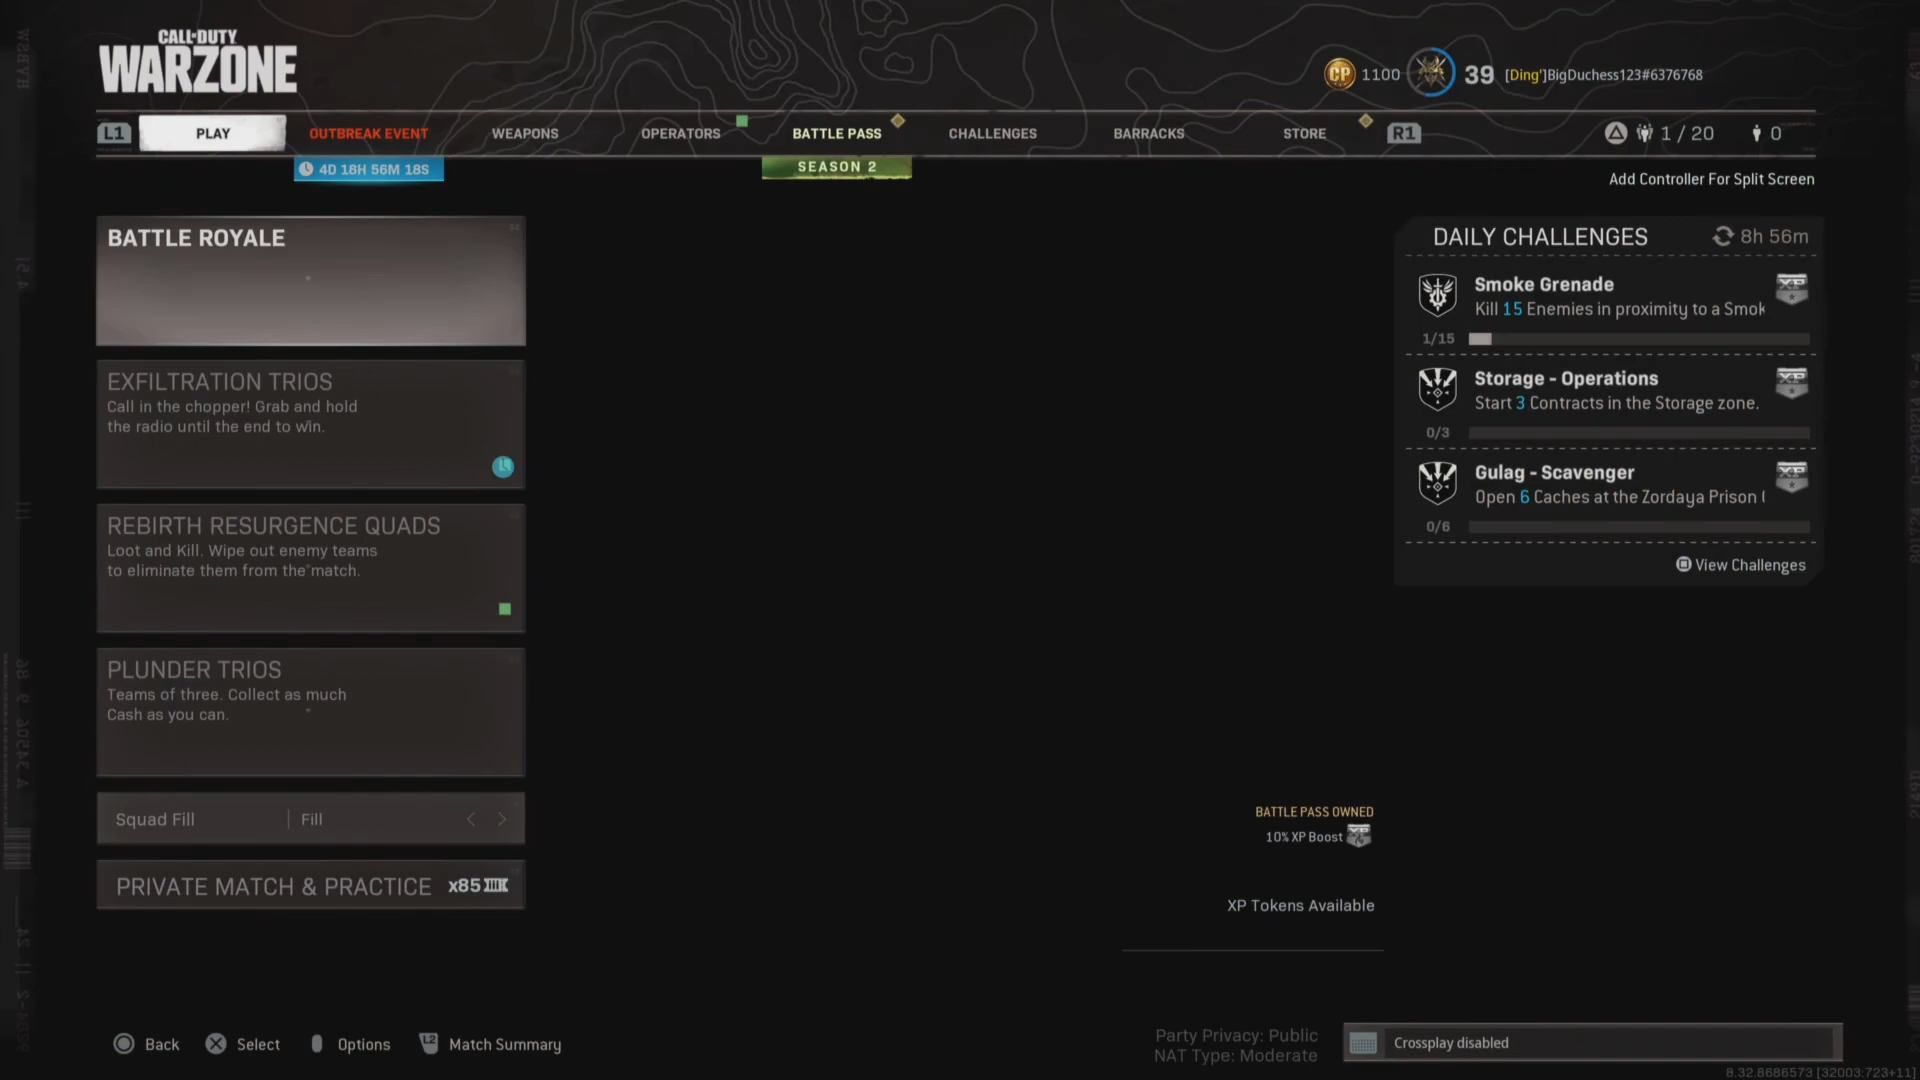 CALL OF DUTY
WARZONE
CP 1100
39
[Ding']BigDuchess123#6376768
L1
PLAY
OUTBREAK EVENT
WEAPONS
OPERATORS
BATTLE PASS
CHALLENGES
BARRACKS
STORE
R1
1 / 20
0
4D 18H 56M 18S
SEASON 2
Add Controller For Split Screen
BATTLE ROYALE
EXFILTRATION TRIOS
Call in the chopper! Grab and hold
the radio until the end to win.
REBIRTH RESURGENCE QUADS
Loot and Kill. Wipe out enemy teams
to eliminate them from the match.
PLUNDER TRIOS
Teams of three. Collect as much
Cash as you can.
Squad Fill
Fill
PRIVATE MATCH & PRACTICE
x85
DAILY CHALLENGES
8h 56m
Smoke Grenade
XP
Kill 15 Enemies in proximity to a Smok
1/15
Storage - Operations
XP
Start 3 Contracts in the Storage zone.
0/3
Gulag - Scavenger
XP
Open 6 Caches at the Zordaya Prison (
0/6
View Challenges
BATTLE PASS OWNED
10% XP Boost XP
XP Tokens Available
Back
Select
Options
L2
Match Summary
Party Privacy: Public
NAT Type: Moderate
Crossplay disabled
8.32.8686573 [32003:723+11]